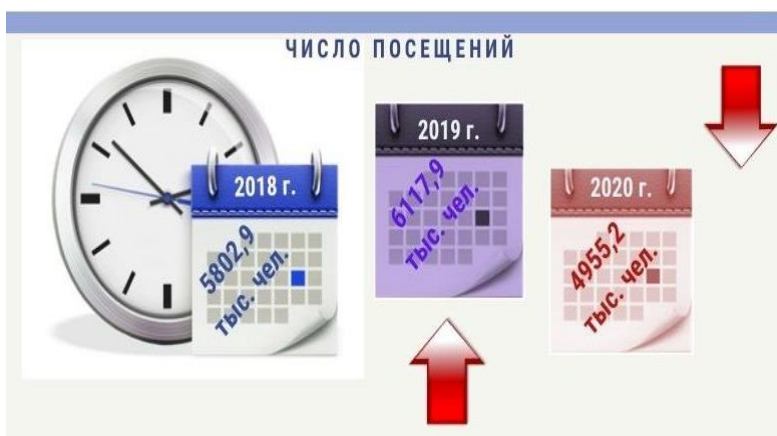 ЧИСЛО ПОСЕЩЕНИЙ
2018 г.
5802,9
тыс. чел.
2019 г.
6117,9
тыс. чел.
2020 г.
4955,2
тыс. чел.